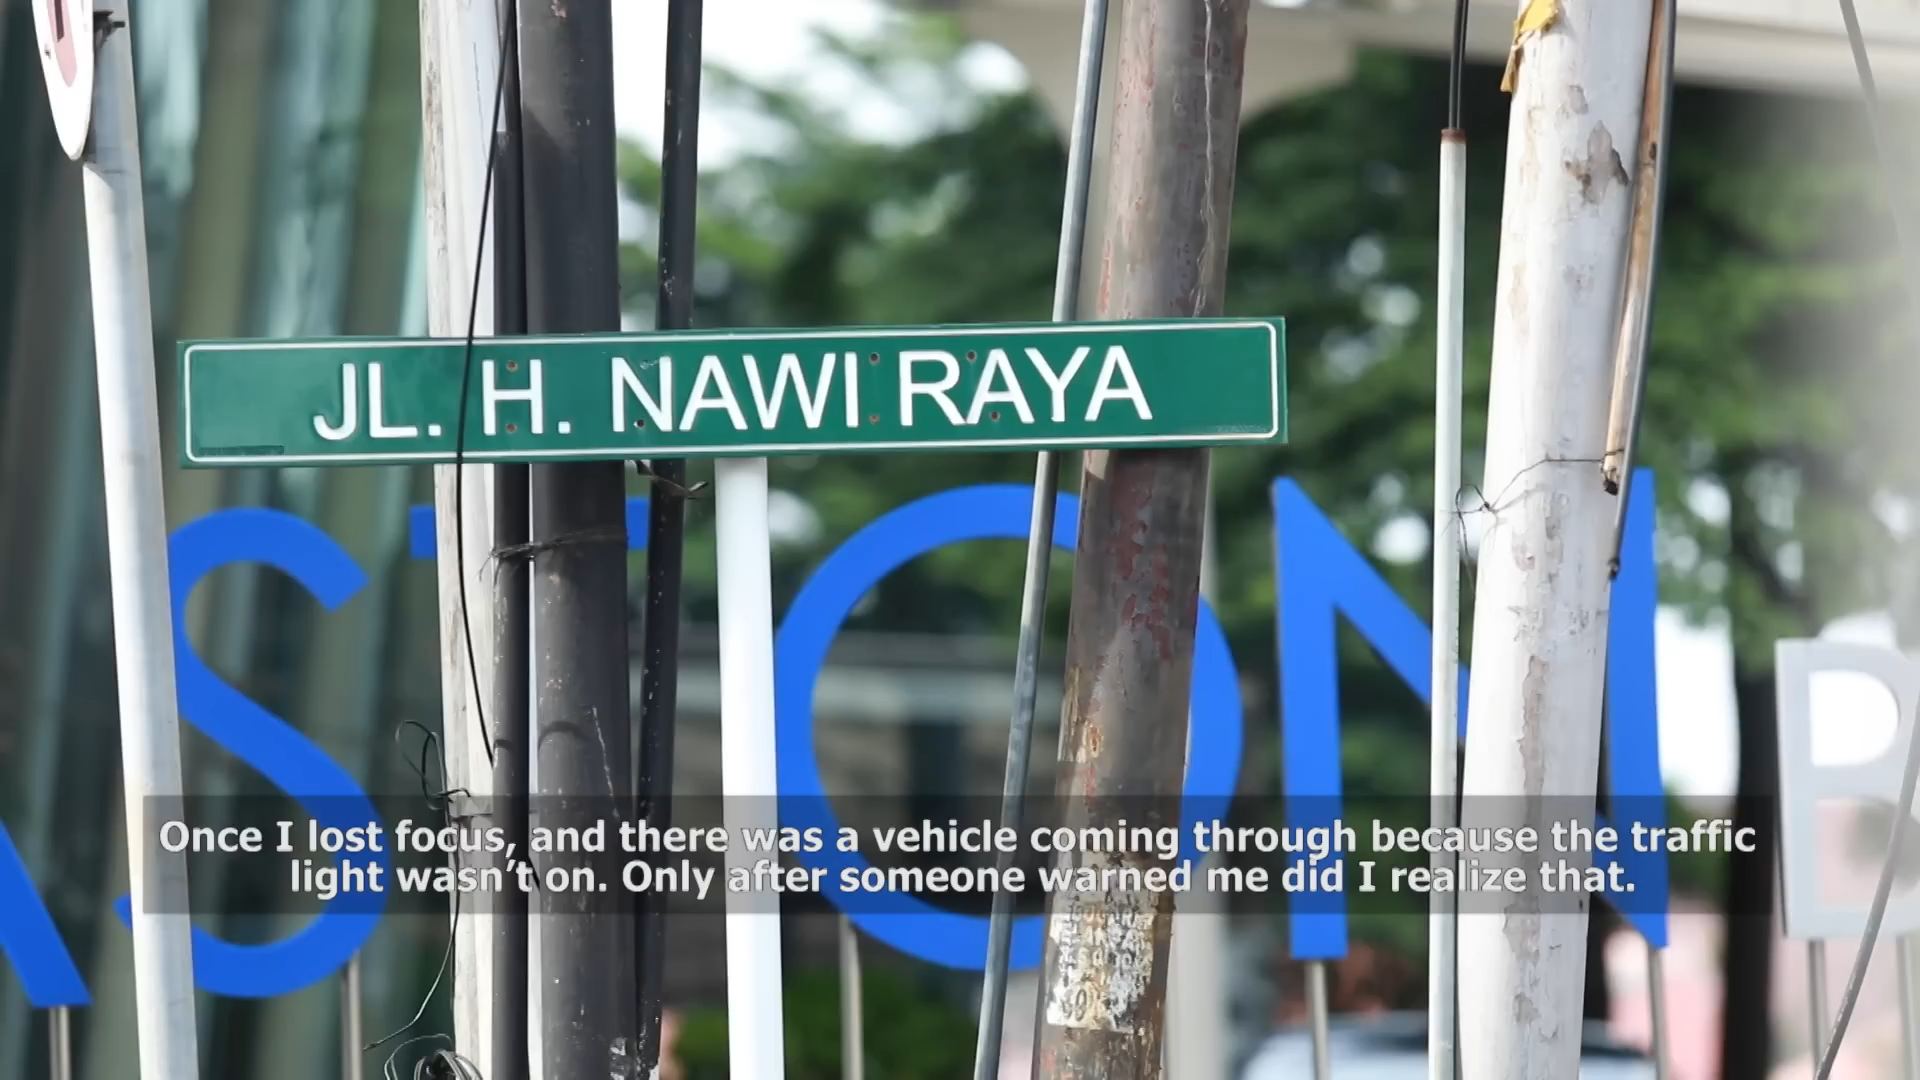 JL. H. NAWI RAYA
ASTON B
Once I lost focus, and there was a vehicle coming through because the traffic
light wasn’t on. Only after someone warned me did I realize that.